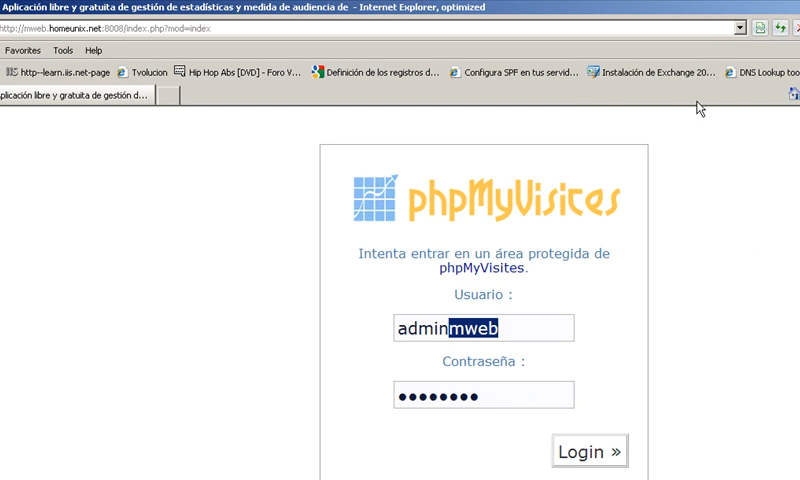 Aplicación libre y gratuita de gestión de estadísticas y medida de audiencia de - Internet Explorer, optimized
http://mweb.homeunix.net:8008/index.php?mod=index
Favorites Tools Help
http--learn.iis.net-page Tvolucion Hip Hop Abs [DVD] - Foro V... Definición de los registros d... Configura SPF en tus servid... Instalación de Exchange 20... DNS Lookup too
plicación libre y gratuita de gestión d...
phpMyVisites
Intenta entrar en un área protegida de
phpMyVisites.
Usuario :
adminmweb
Contraseña :
••••••••
Login »